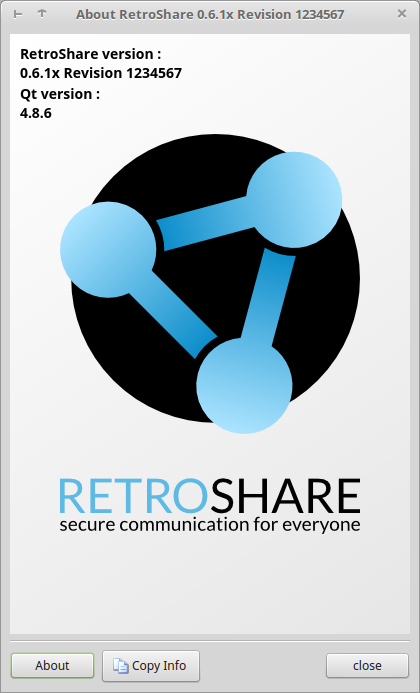 About RetroShare 0.6.1x Revision 1234567
RetroShare version :
0.6.1x Revision 1234567
Qt version :
4.8.6
RETROSHARE
secure communication for everyone
About
Copy Info
close